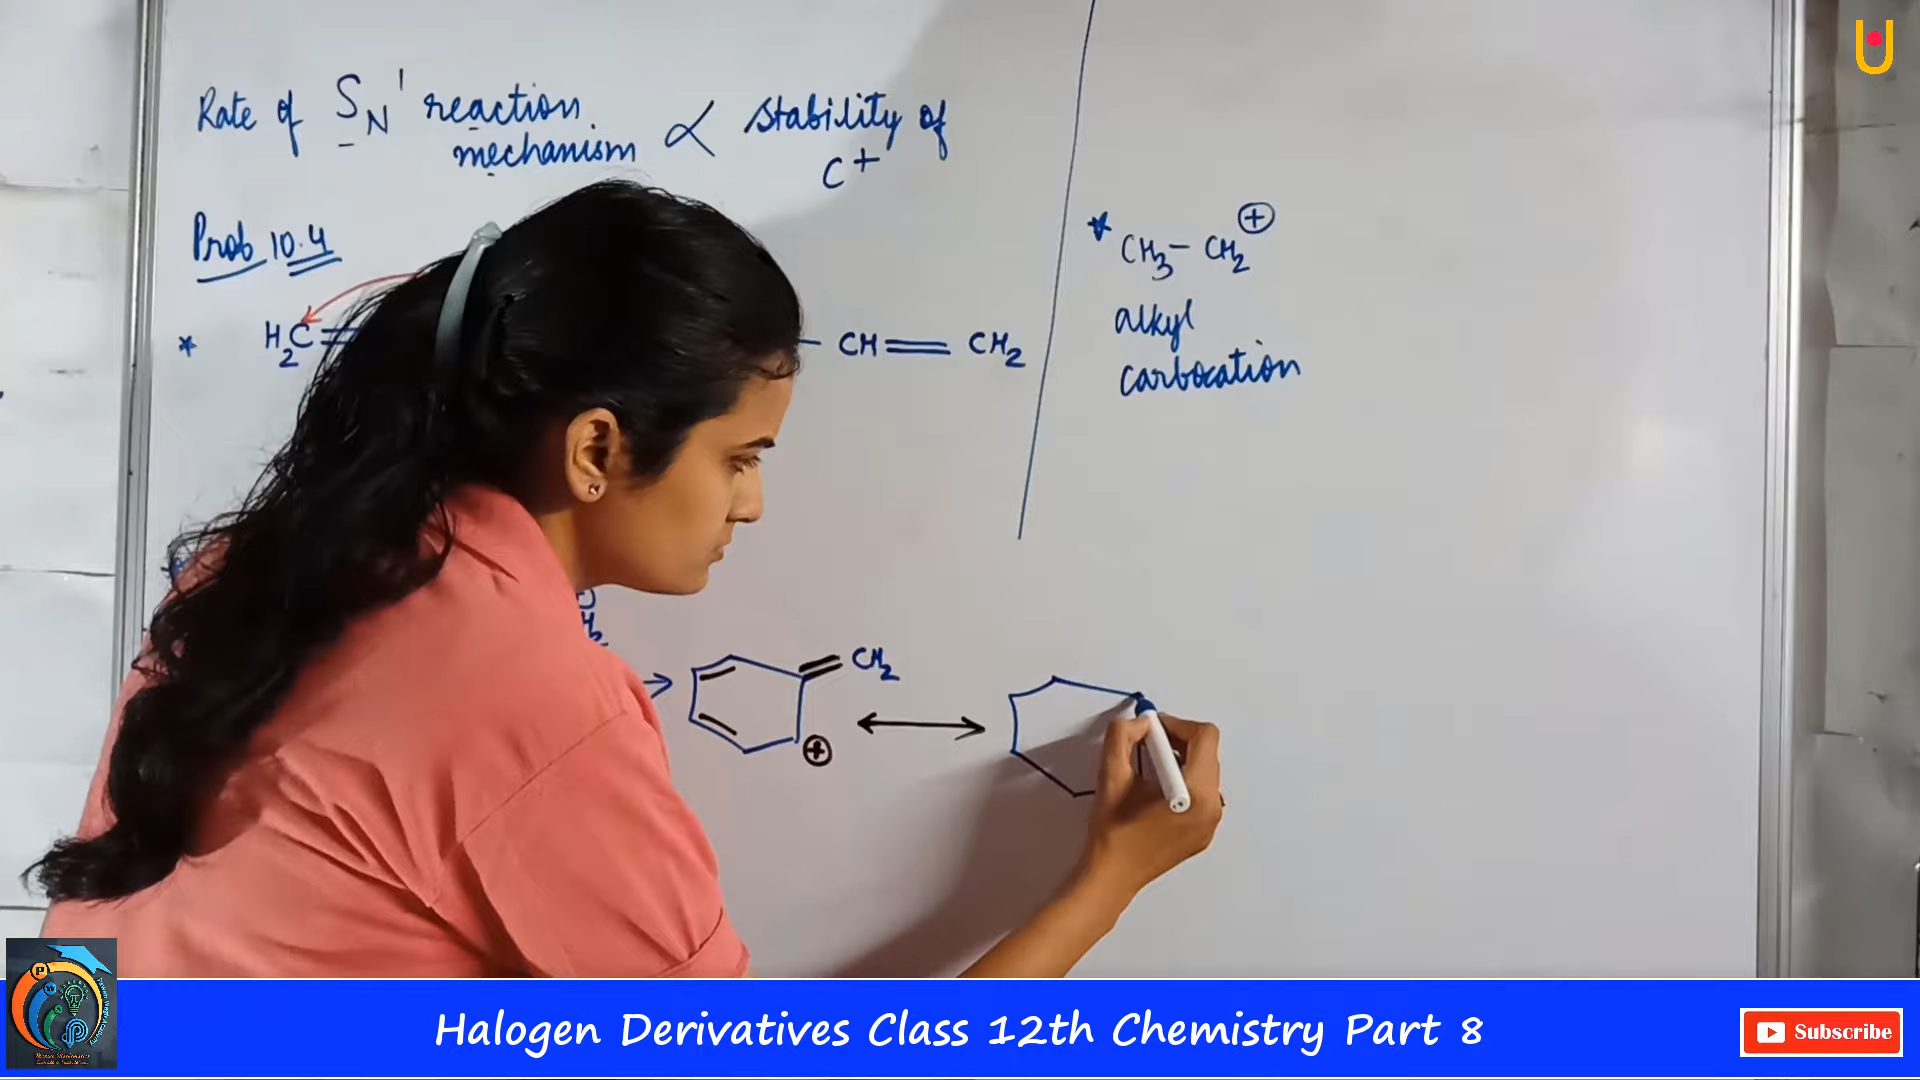 Rate of SN1 reaction mechanism ∝ stability of C+
Prob 10.4
* H2C= - CH=CH2
* CH3-CH2+
alkyl
carbocation
CH2
+
Halogen Derivatives Class 12th Chemistry Part 8
Subscribe